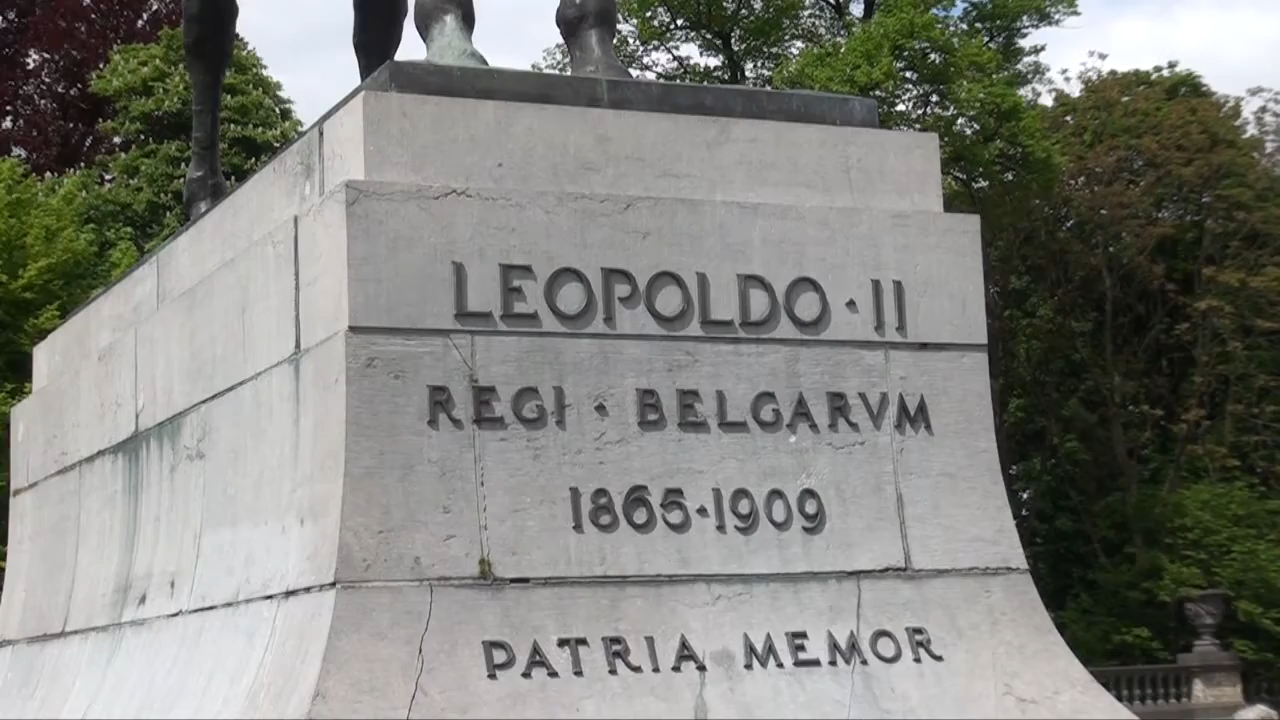 LEOPOLDO · II
REGI · BELGARVM
1865·1909
PATRIA MEMOR